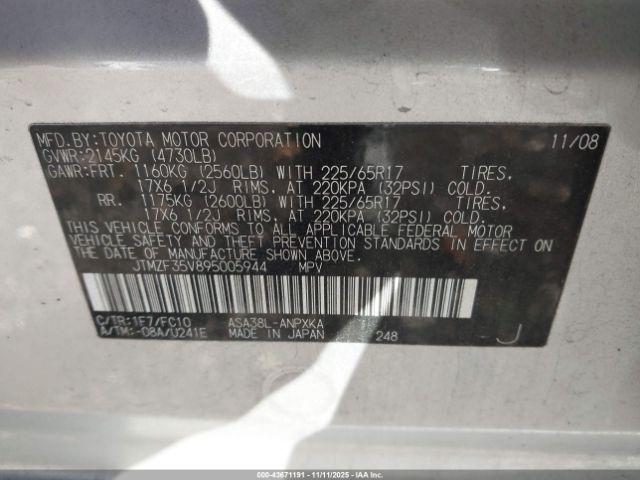 MFD.BY:TOYOTA MOTOR CORPORATION 11/08
GVWR:2145KG (4730LB)
GAWR:FRT. 1160KG (2560LB) WITH 225/65R17 TIRES,
17X6 1/2J RIMS, AT 220KPA (32PSI) COLD.
RR. 1175KG (2600LB) WITH 225/65R17 TIRES,
17X6 1/2J RIMS, AT 220KPA (32PSI) COLD.
THIS VEHICLE CONFORMS TO ALL APPLICABLE FEDERAL MOTOR
VEHICLE SAFETY AND THEFT PREVENTION STANDARDS IN EFFECT ON
THE DATE OF MANUFACTURE SHOWN ABOVE.
JTMZF35V895005944 MPV
C/TR:1F7/FC10 ASA38L-ANPXKA
A/TM:-08A/U241E MADE IN JAPAN 248 J
000-43671191 - 11/11/2025 - IAAI.COM